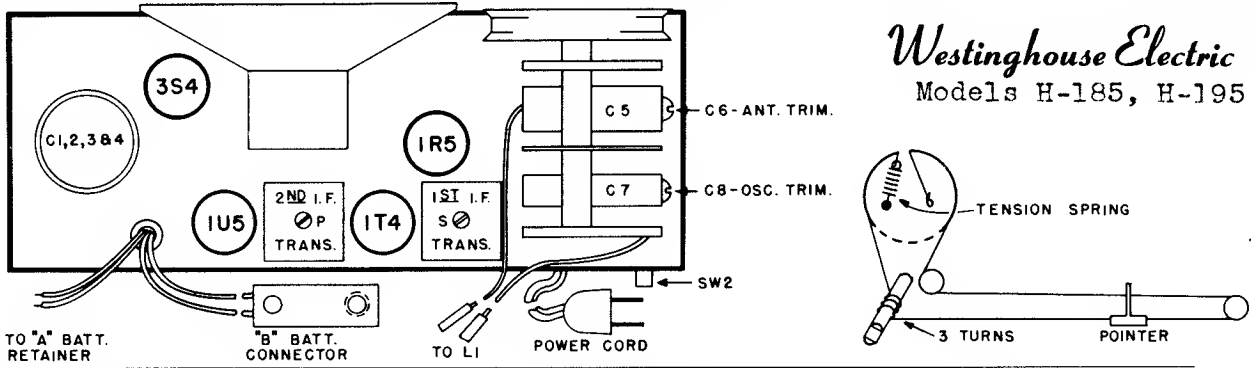 Westinghouse Electric
Models H-185, H-195
3S4
C1,2,3&4
1R5
C5
C6-ANT. TRIM.
C7
C8-OSC. TRIM.
1U5
2ND I.F.
P
TRANS.
1T4
1ST I.F.
S
TRANS.
SW2
TO "A" BATT.
RETAINER
"B" BATT.
CONNECTOR
TO L1
POWER CORD
TENSION SPRING
3 TURNS
POINTER